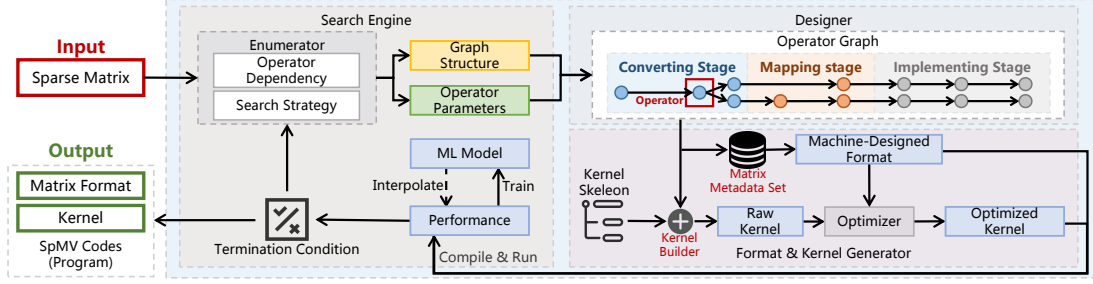 Input
Sparse Matrix
Output
Matrix Format
Kernel
SpMV Codes
(Program)
Search Engine
Enumerator
Operator
Dependency
Search Strategy
Graph
Structure
Operator
Parameters
ML Model
Interpolate
Train
Performance
Termination Condition
Compile & Run
Designer
Operator Graph
Converting Stage
Mapping stage
Implementing Stage
Operator
Kernel
Skeleon
Matrix
Metadata Set
Machine-Designed
Format
Kernel
Builder
Raw
Kernel
Optimizer
Optimized
Kernel
Format & Kernel Generator